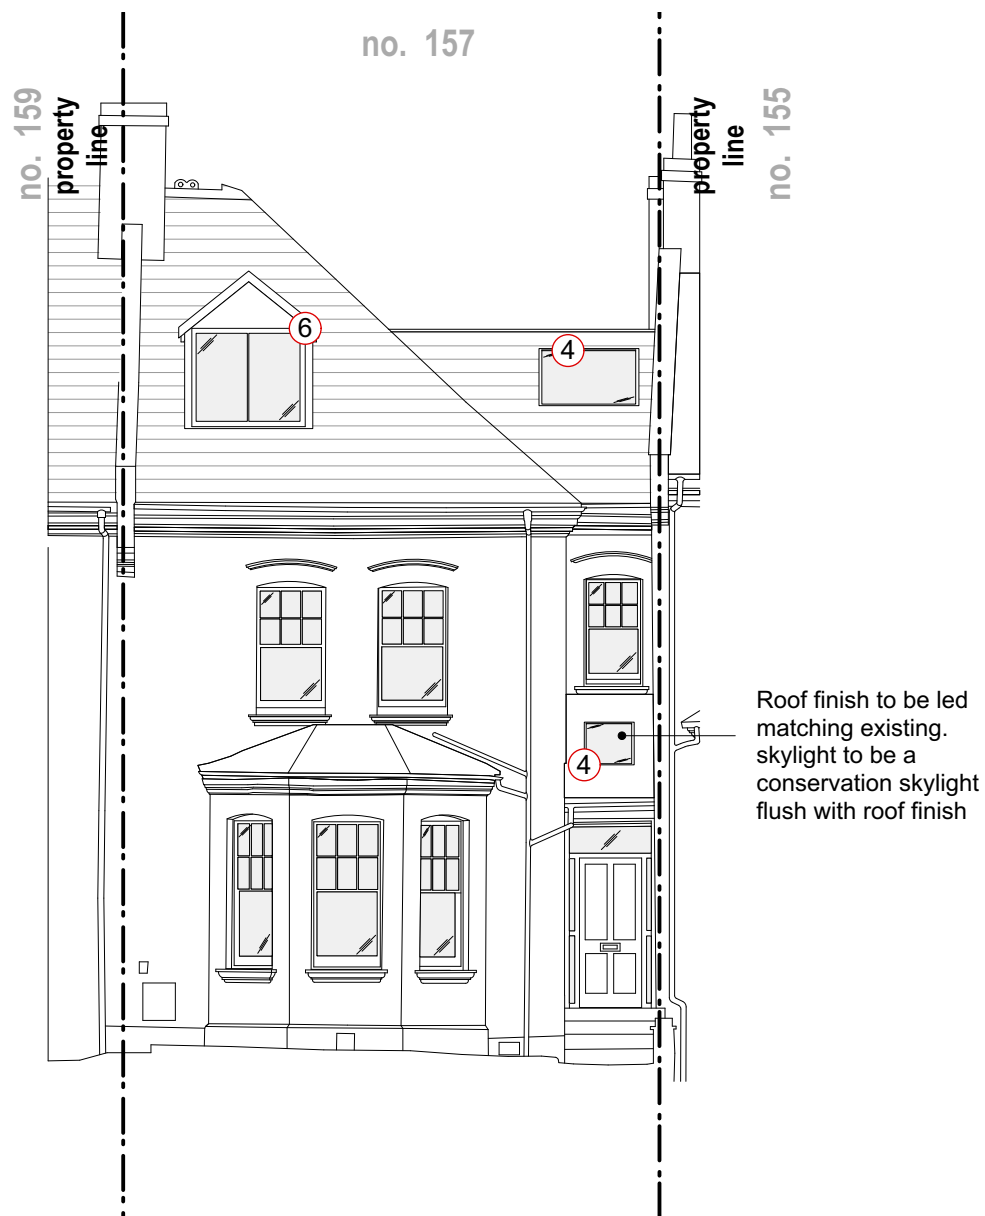 no. 157
no. 159
property
line
property
line
no. 155
6
4
Roof finish to be led
matching existing.
skylight to be a
conservation skylight
flush with roof finish
4